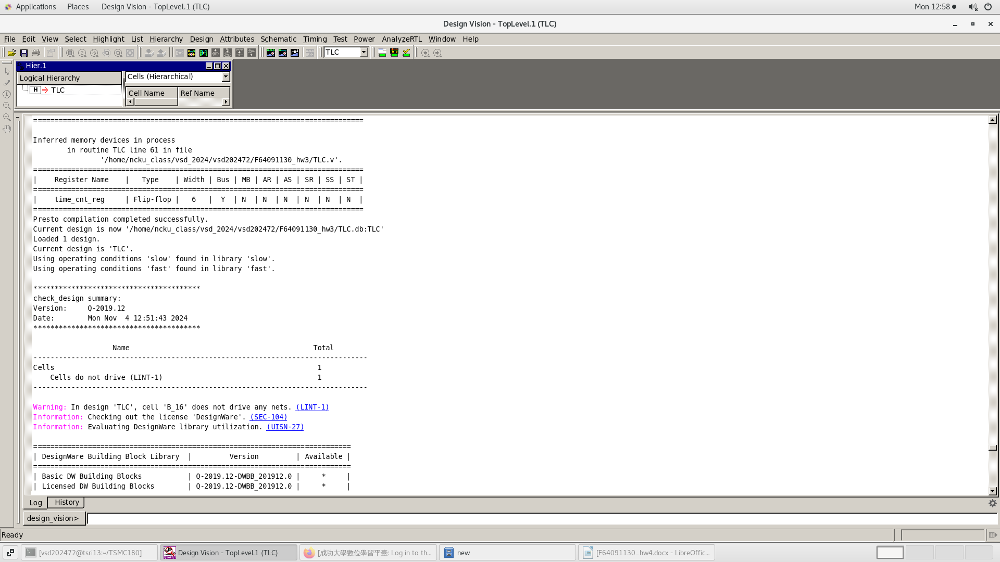 Applications Places Design Vision - TopLevel.1 (TLC) Mon 12:58
Design Vision - TopLevel.1 (TLC)
File Edit View Select Highlight List Hierarchy Design Attributes Schematic Timing Test Power AnalyzeRTL Window Help
TLC
Hier.1
Logical Hierarchy
Cells (Hierarchical)
H TLC
Cell Name Ref Name
==============================================================================
Inferred memory devices in process
in routine TLC line 61 in file
'/home/ncku_class/vsd_2024/vsd202472/F64091130_hw3/TLC.v'.
===============================================================================
| Register Name | Type | Width | Bus | MB | AR | AS | SR | SS | ST |
===============================================================================
| time_cnt_reg | Flip-flop | 6 | Y | N | N | N | N | N | N |
===============================================================================
Presto compilation completed successfully.
Current design is now '/home/ncku_class/vsd_2024/vsd202472/F64091130_hw3/TLC.db:TLC'
Loaded 1 design.
Current design is 'TLC'.
Using operating conditions 'slow' found in library 'slow'.
Using operating conditions 'fast' found in library 'fast'.
****************************************
check_design summary:
Version: Q-2019.12
Date: Mon Nov 4 12:51:43 2024
****************************************
Name Total
--------------------------------------------------------------------------------
Cells 1
Cells do not drive (LINT-1) 1
--------------------------------------------------------------------------------
Warning: In design 'TLC', cell 'B_16' does not drive any nets. (LINT-1)
Information: Checking out the license 'DesignWare'. (SEC-104)
Information: Evaluating DesignWare library utilization. (UISN-27)
============================================================================
| DesignWare Building Block Library | Version | Available |
============================================================================
| Basic DW Building Blocks | Q-2019.12-DWBB_201912.0 | * |
| Licensed DW Building Blocks | Q-2019.12-DWBB_201912.0 | * |
Log History
design_vision>
Ready
[vsd202472@tsri13:~/TSMC180] Design Vision - TopLevel.1 (TLC) [成功大學數位學習平臺: Log in to th... new [F64091130_hw4.docx - LibreOffic...